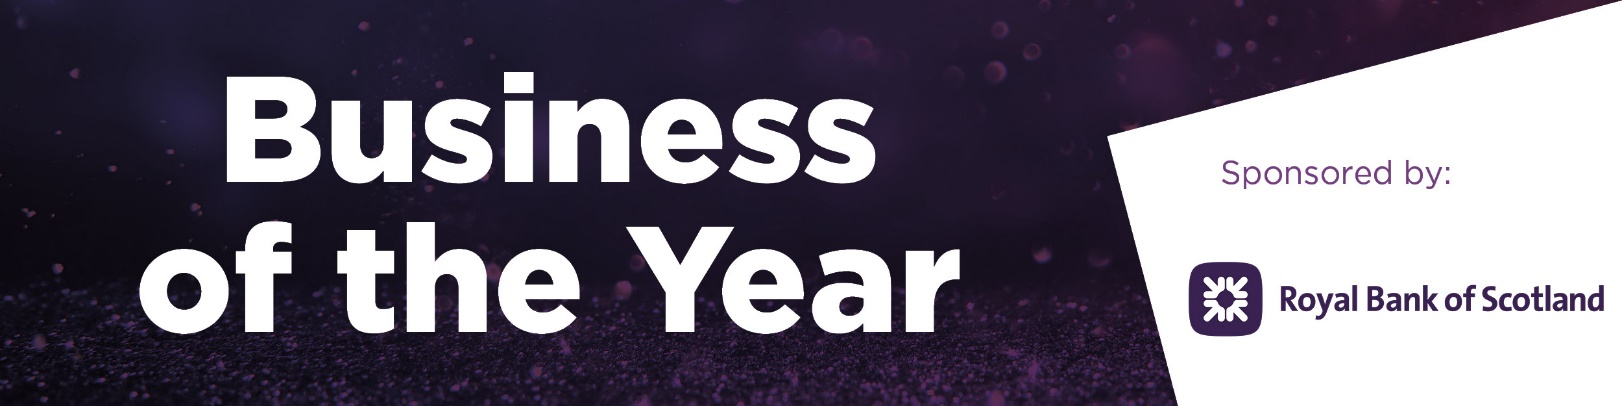 Business
of the Year
Sponsored by:
Royal Bank of Scotland